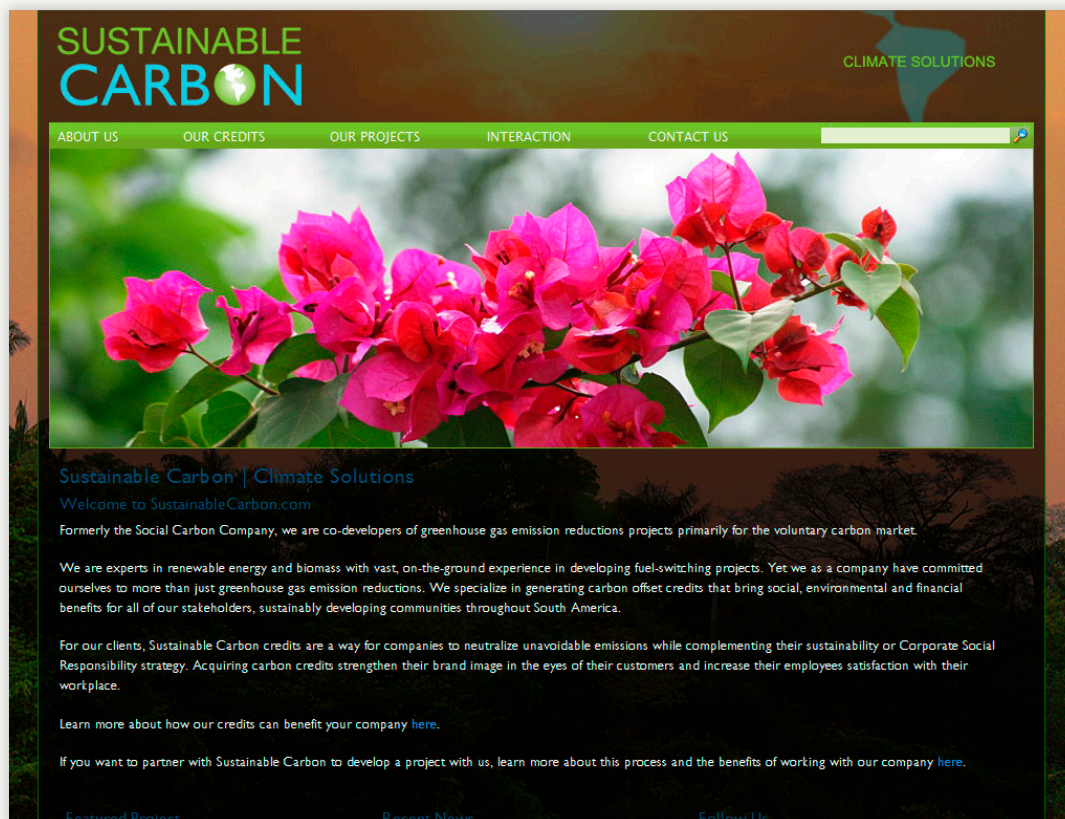 SUSTAINABLE
CARBON
CLIMATE SOLUTIONS
ABOUT US OUR CREDITS OUR PROJECTS INTERACTION CONTACT US
Sustainable Carbon | Climate Solutions
Welcome to SustainableCarbon.com
Formerly the Social Carbon Company, we are co-developers of greenhouse gas emission reductions projects primarily for the voluntary carbon market.
We are experts in renewable energy and biomass with vast, on-the-ground experience in developing fuel-switching projects. Yet we as a company have committed
ourselves to more than just greenhouse gas emission reductions. We specialize in generating carbon offset credits that bring social, environmental and financial
benefits for all of our stakeholders, sustainably developing communities throughout South America.
For our clients, Sustainable Carbon credits are a way for companies to neutralize unavoidable emissions while complementing their sustainability or Corporate Social
Responsibility strategy. Acquiring carbon credits strengthen their brand image in the eyes of their customers and increase their employees satisfaction with their
workplace.
Learn more about how our credits can benefit your company here.
If you want to partner with Sustainable Carbon to develop a project with us, learn more about this process and the benefits of working with our company here.
Featured Project Recent News Follow Us